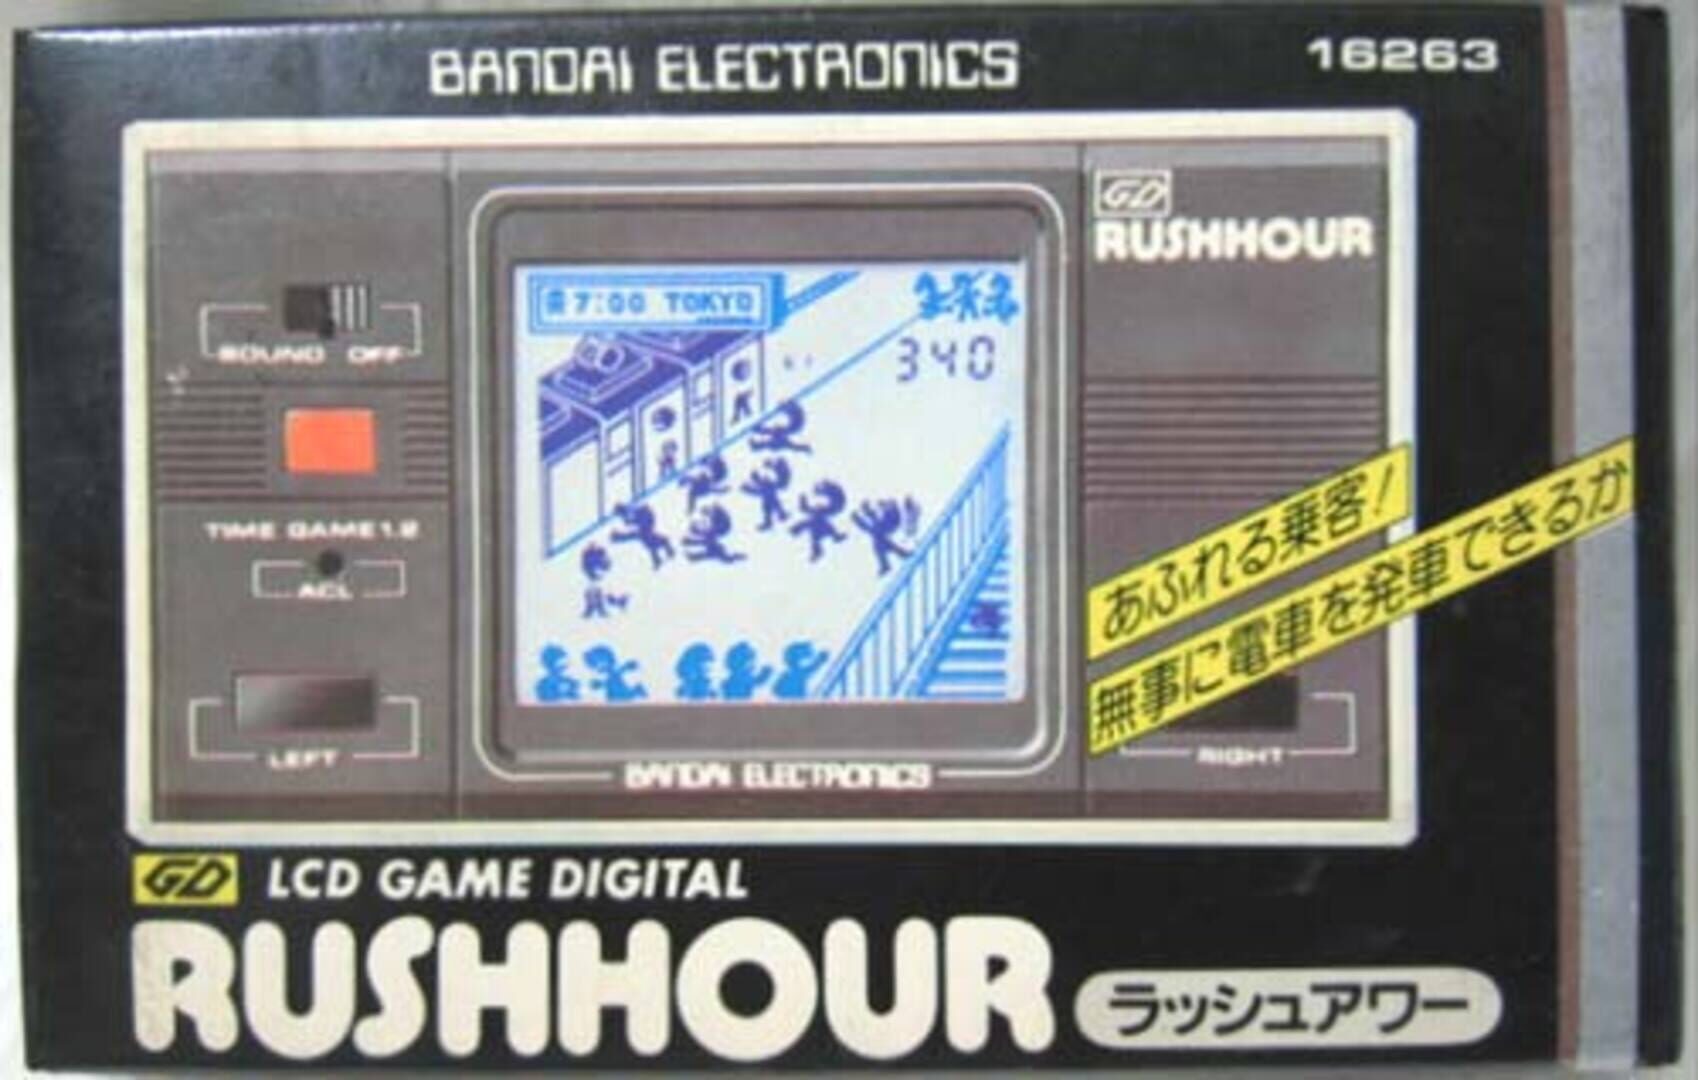 BANDAI ELECTRONICS
16263
GD
RUSHHOUR
7:00 TOKYO
340
SOUND OFF
TIME GAME 1.2
ACL
LEFT
RIGHT
BANDAI ELECTRONICS
あふれる乗客!
無事に電車を発車できるか
GD LCD GAME DIGITAL
RUSHHOUR
ラッシュアワー